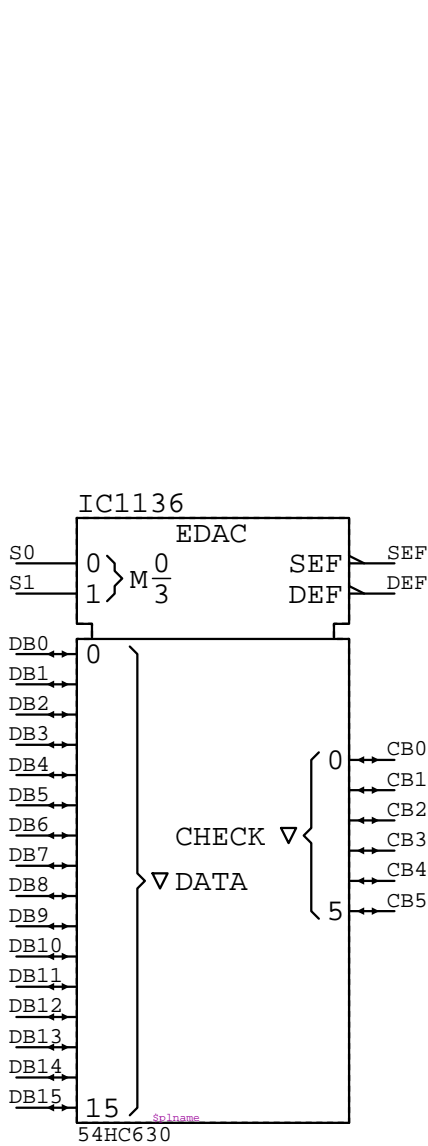 IC1136
EDAC
S0 0 M 0 SEF SEF
S1 1 3 DEF DEF
DB0 0
DB1
DB2
DB3 0 CB0
DB4 CB1
DB5 CB2
DB6 CHECK CB3
DB7 CB4
DB8 DATA 5 CB5
DB9
DB10
DB11
DB12
DB13
DB14
DB15 15 $plname
54HC630